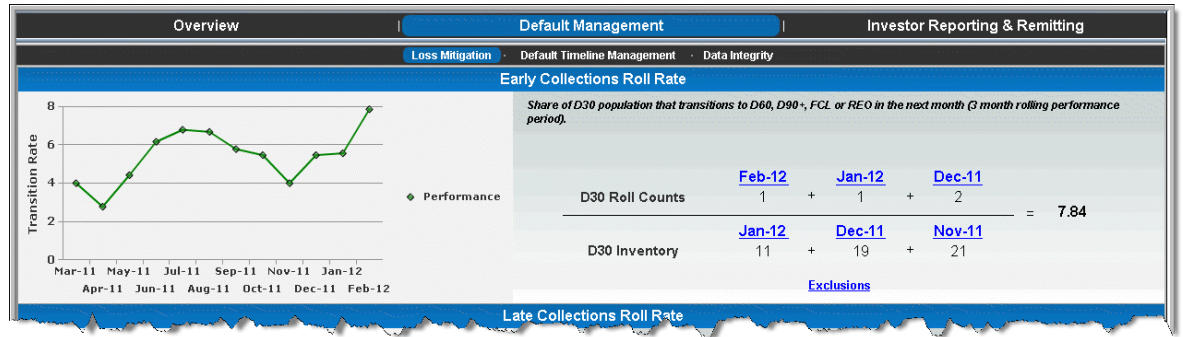 Overview | Default Management | Investor Reporting & Remitting
Loss Mitigation · Default Timeline Management · Data Integrity
Early Collections Roll Rate
Share of D30 population that transitions to D60, D90+, FCL or REO in the next month (3 month rolling performance
period).
8
6
4
2
0
Transition Rate
Mar-11 May-11 Jul-11 Sep-11 Nov-11 Jan-12
Apr-11 Jun-11 Aug-11 Oct-11 Dec-11 Feb-12
Performance
Feb-12 Jan-12 Dec-11
D30 Roll Counts 1 + 1 + 2
= 7.84
Jan-12 Dec-11 Nov-11
D30 Inventory 11 + 19 + 21
Exclusions
Late Collections Roll Rate